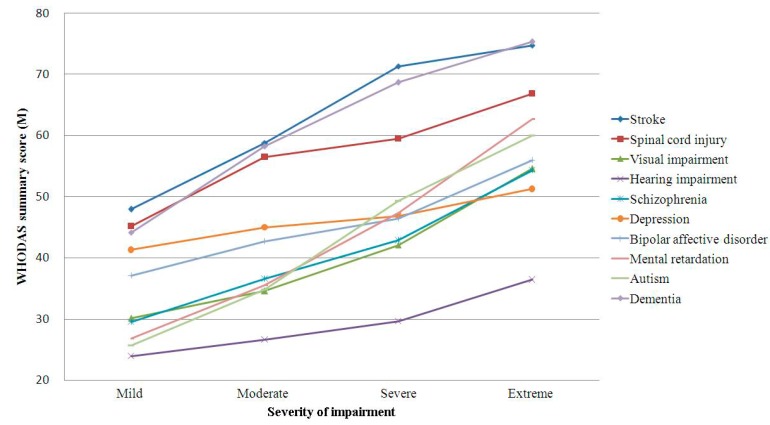 80
70
60
50
40
30
20
WHODAS summary score (M)
Mild Moderate Severe Extreme
Severity of impairment
Stroke
Spinal cord injury
Visual impairment
Hearing impairment
Schizophrenia
Depression
Bipolar affective disorder
Mental retardation
Autism
Dementia